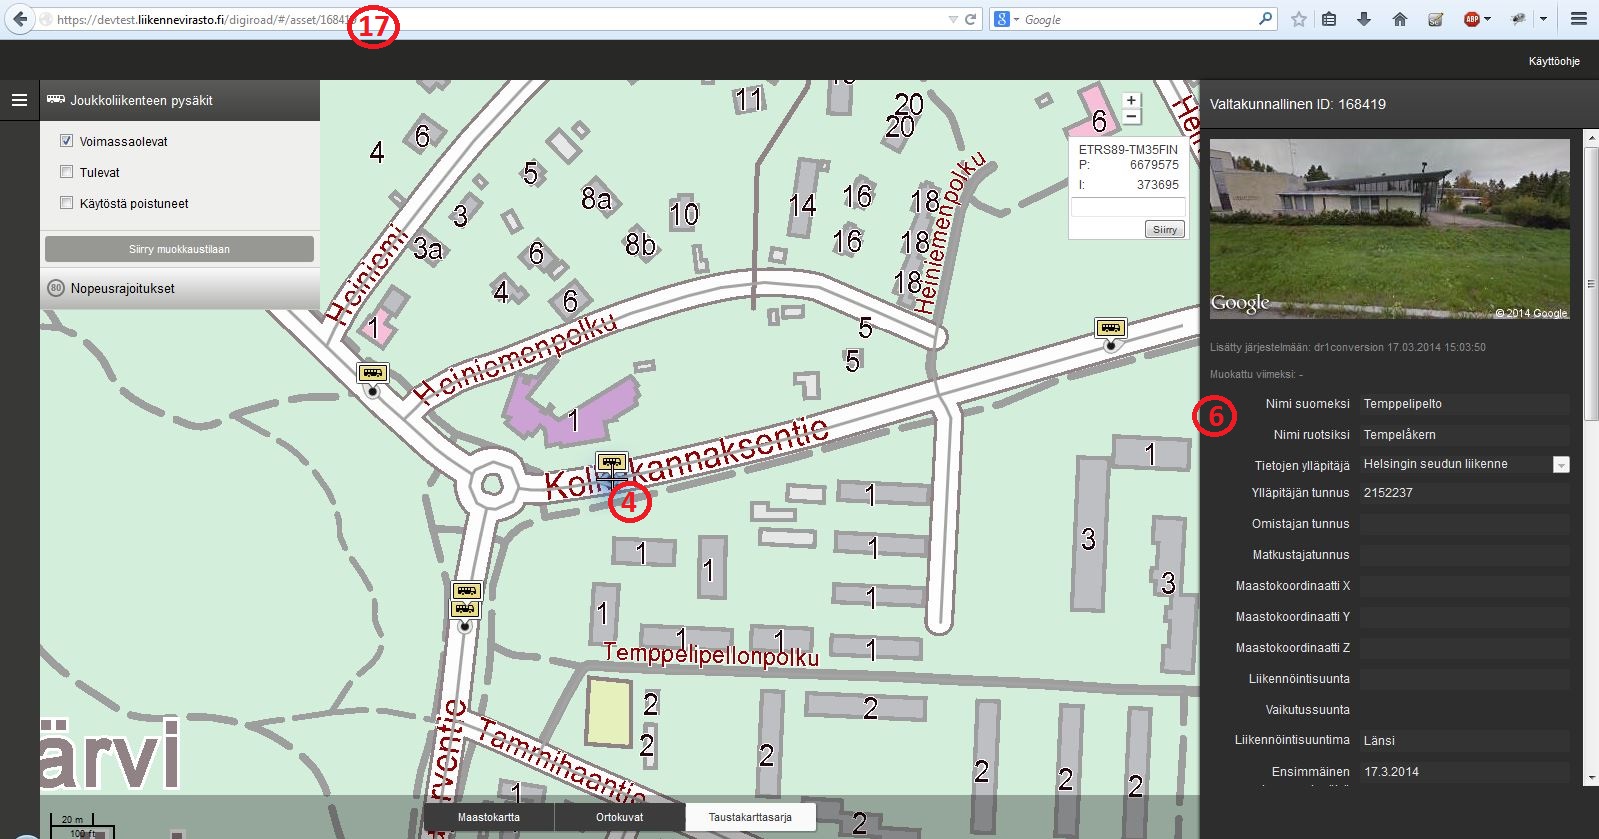 https://devtest.liikennevirasto.fi/digiroad/#/asset/168419
17
Google
ABP
Käyttöohje
Joukkoliikenteen pysäkit
Voimassaolevat
Tulevat
Käytöstä poistuneet
Siirry muokkaustilaan
80
Nopeusrajoitukset
ETRS89-TM35FIN
P: 6679575
I: 373695
Siirry
11
20
20
6
6
4
5
8a
3
10
14
16
18
3a
6
8b
16
18
18
4
6
5
5
1
1
Heiniemi
Heiniemenpolku
Heiniemenpolku
4
1
1
3
1
1
1
1
1
3
1
1
1
1
Temppelipellonpolku
2
2
2
2
2
2
2
2
1
Tammihaantie
ärvi
20 m
100 ft
Maastokartta
Ortokuvat
Taustakarttasarja
Valtakunnallinen ID: 168419
Google
© 2014 Google
Lisätty järjestelmään: dr1conversion 17.03.2014 15:03:50
Muokattu viimeksi: -
6
Nimi suomeksi Temppelipelto
Nimi ruotsiksi Tempelåkern
Tietojen ylläpitäjä Helsingin seudun liikenne
Ylläpitäjän tunnus 2152237
Omistajan tunnus
Matkustajatunnus
Maastokoordinaatti X
Maastokoordinaatti Y
Maastokoordinaatti Z
Liikennöintisuunta
Vaikutussuunta
Liikennöintisuuntima Länsi
Ensimmäinen 17.3.2014